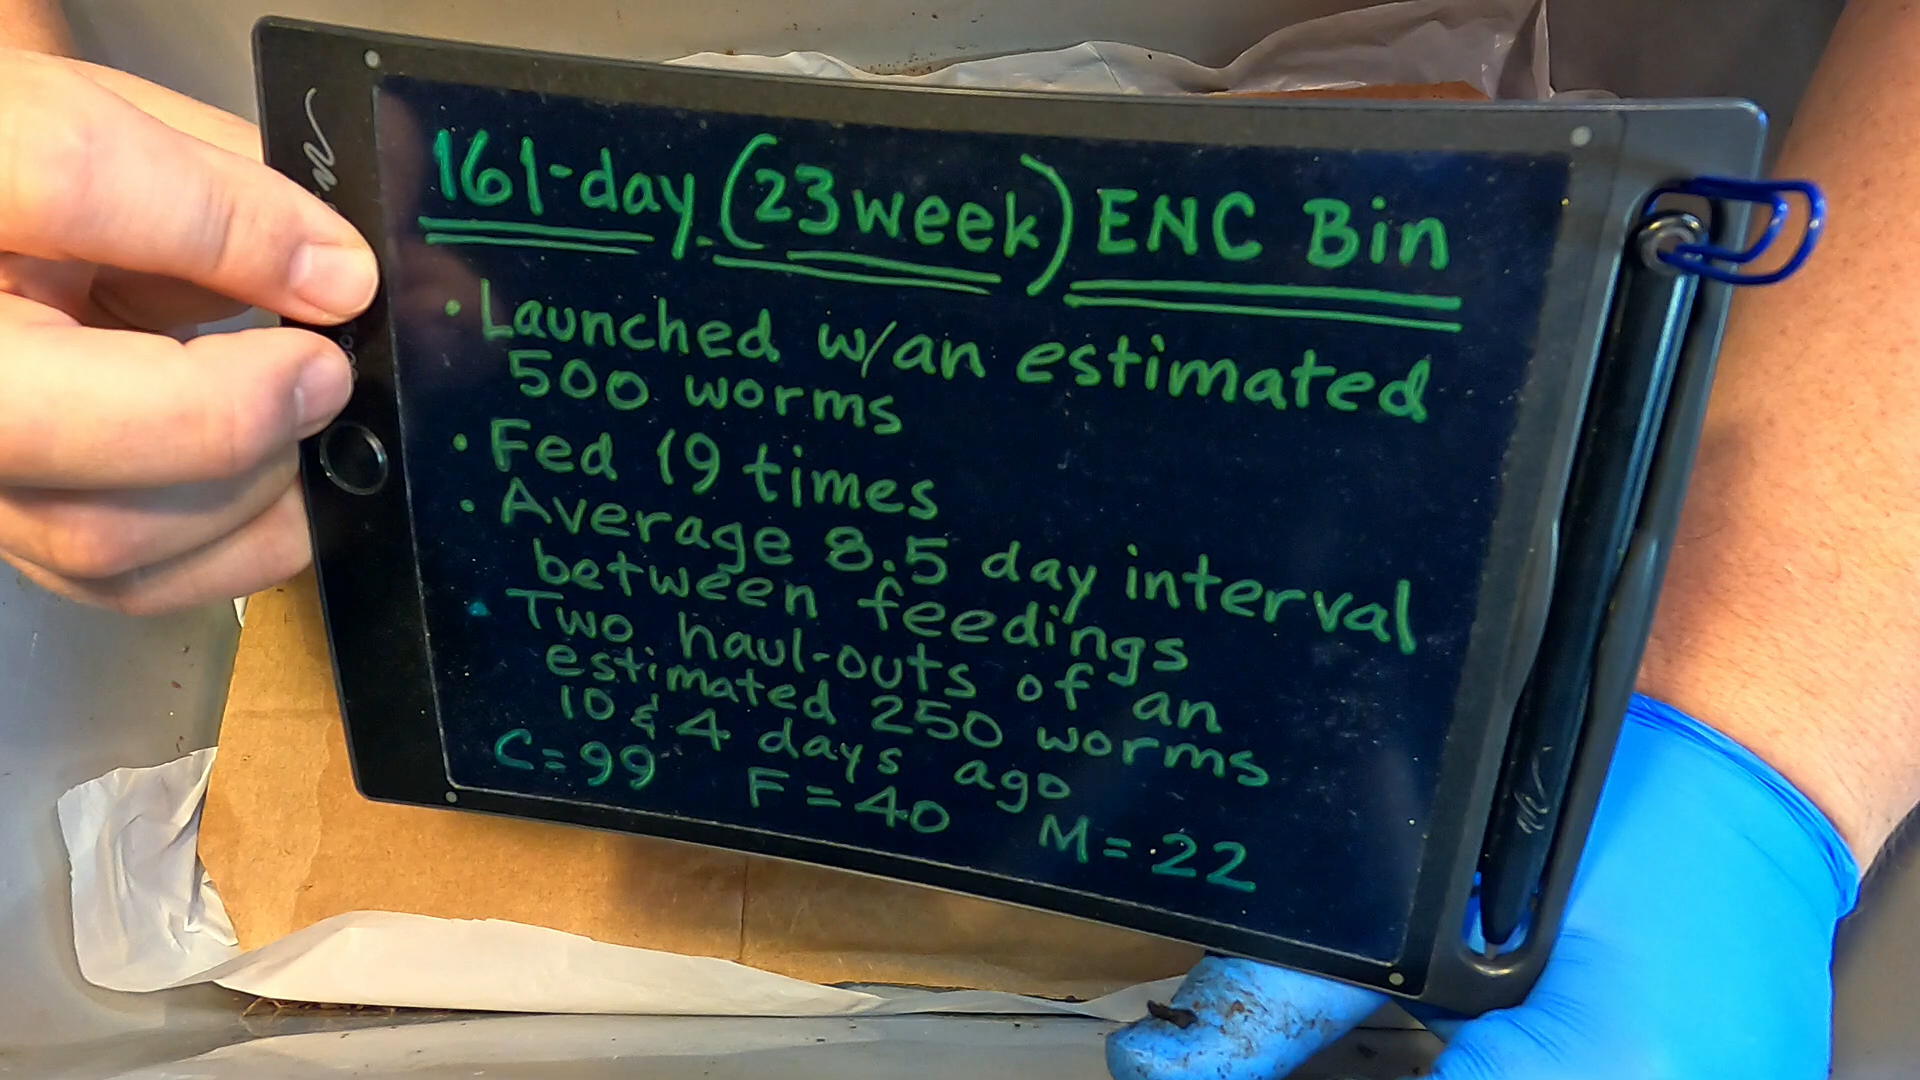 161-day (23 week) ENC Bin
• Launched w/an estimated
500 worms
• Fed 19 times
• Average 8.5 day interval
between feedings
• Two haul-outs of an
estimated 250 worms
10 & 4 days ago
C=99 F=40 M=22